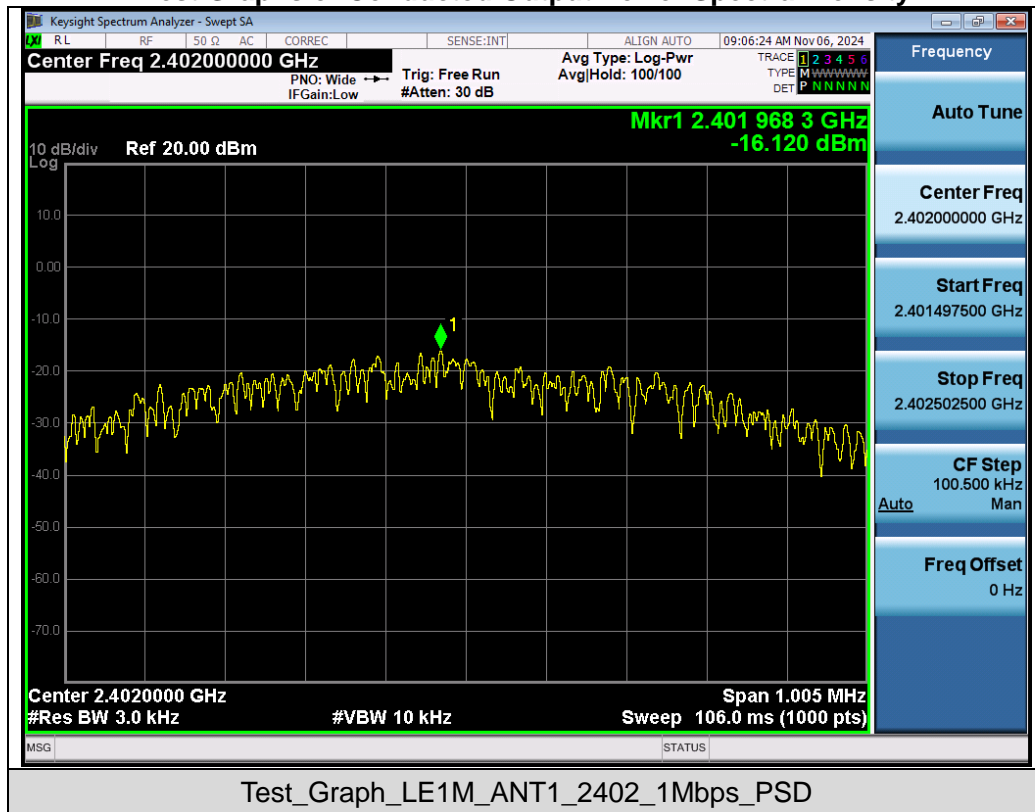 Keysight Spectrum Analyzer - Swept SA
LXI RL RF 50 Ω AC CORREC SENSE:INT ALIGN AUTO 09:06:24 AM Nov 06, 2024
Center Freq 2.402000000 GHz
PNO: Wide
IFGain:Low
Trig: Free Run
#Atten: 30 dB
Avg Type: Log-Pwr
Avg|Hold: 100/100
TRACE 1 2 3 4 5 6
TYPE M WWWWW
DET P N N N N N
Mkr1 2.401 968 3 GHz
-16.120 dBm
10 dB/div Ref 20.00 dBm
Log
10.0
0.00
-10.0
1
-20.0
-30.0
-40.0
-50.0
-60.0
-70.0
Center 2.4020000 GHz Span 1.005 MHz
#Res BW 3.0 kHz #VBW 10 kHz Sweep 106.0 ms (1000 pts)
MSG STATUS
Frequency
Auto Tune
Center Freq
2.402000000 GHz
Start Freq
2.401497500 GHz
Stop Freq
2.402502500 GHz
CF Step
100.500 kHz
Auto Man
Freq Offset
0 Hz
Test_Graph_LE1M_ANT1_2402_1Mbps_PSD